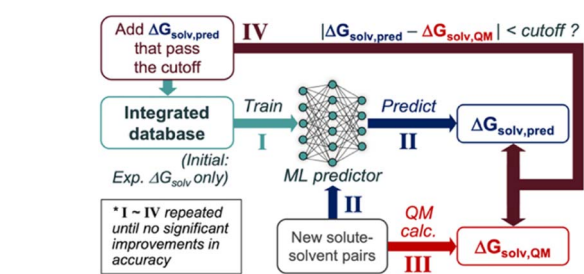 Add ΔGsolv,pred
that pass
the cutoff
IV
|ΔGsolv,pred − ΔGsolv,QM| < cutoff ?
Integrated
database
Train
I
Predict
II
ΔGsolv,pred
(Initial:
Exp. ΔGsolv only)
ML predictor
II
* I ~ IV repeated
until no significant
improvements in
accuracy
New solute-
solvent pairs
QM
calc.
III
ΔGsolv,QM